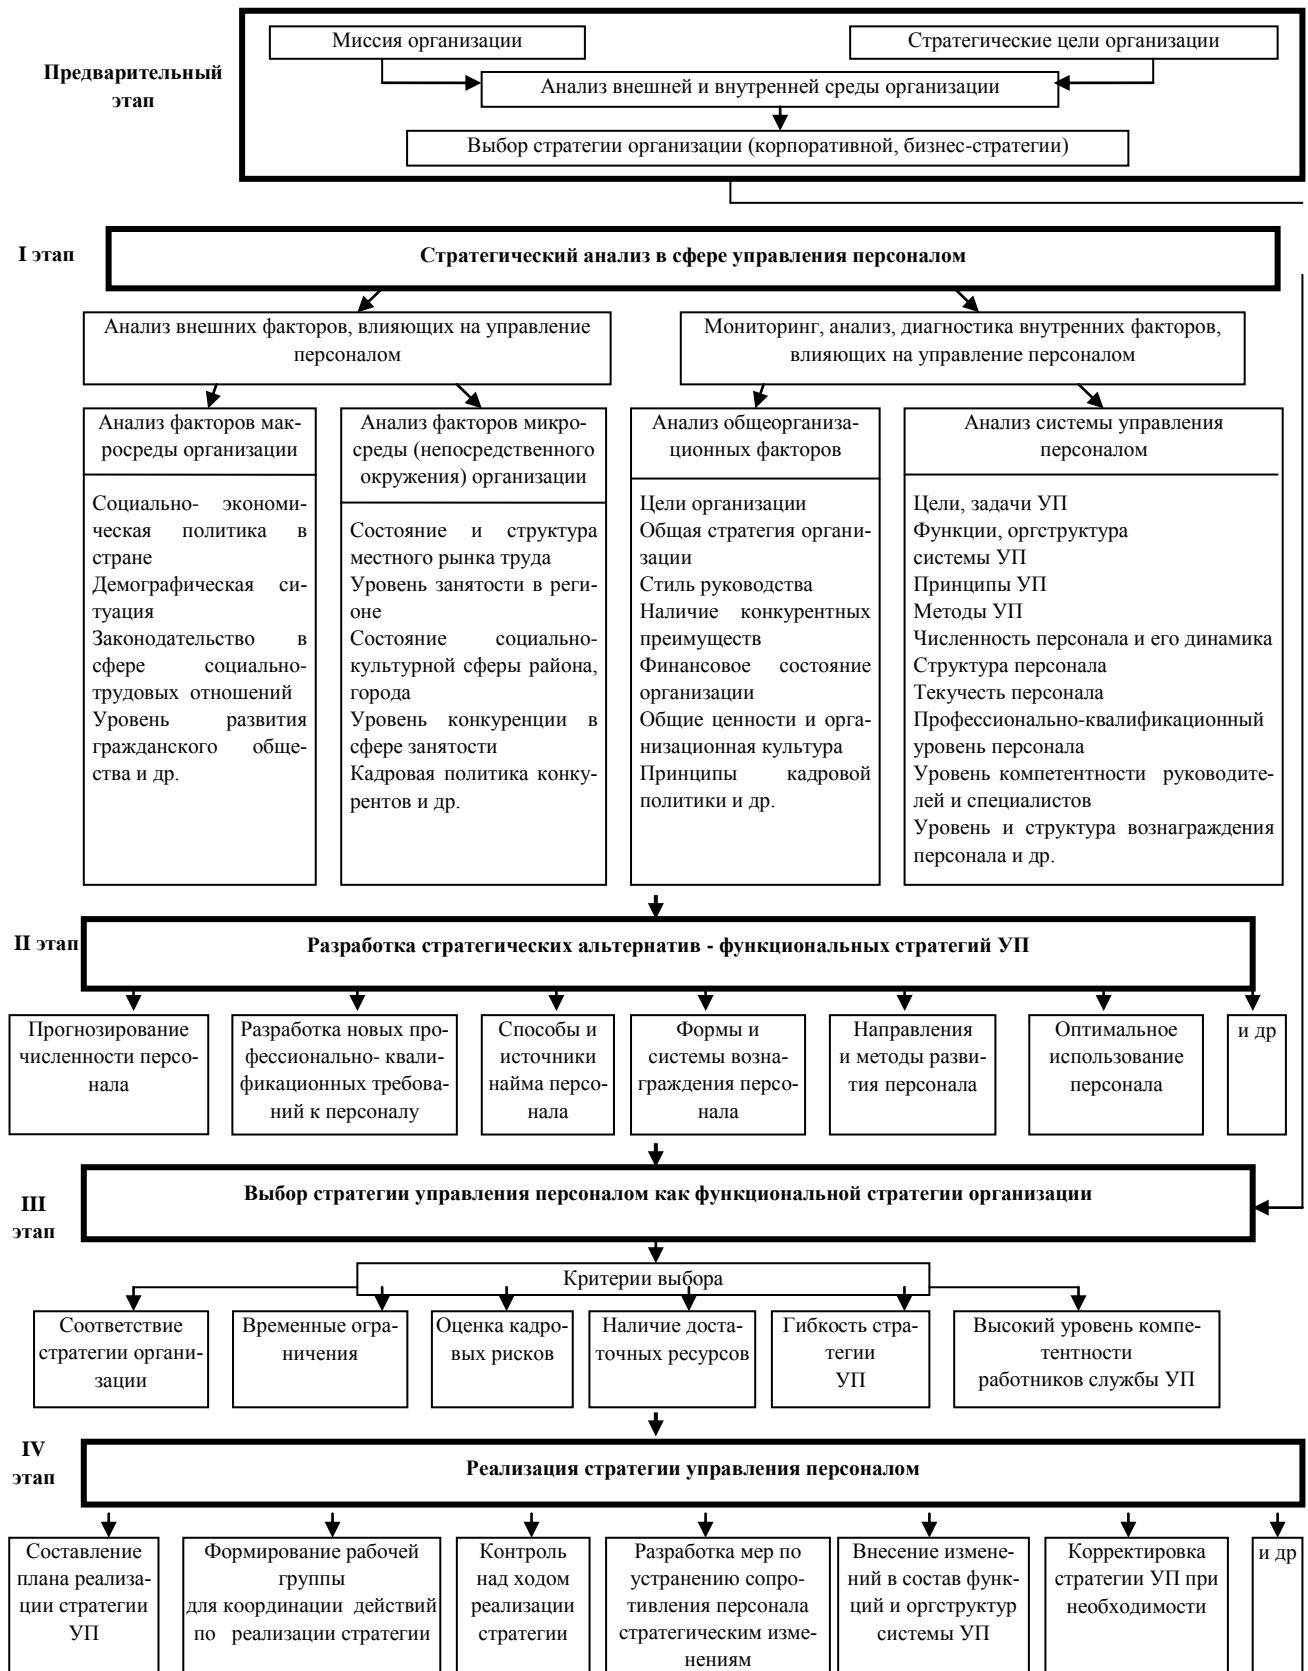 Миссия организации
Стратегические цели организации
Предварительный
этап
Анализ внешней и внутренней среды организации
Выбор стратегии организации (корпоративной, бизнес-стратегии)
I этап
Стратегический анализ в сфере управления персоналом
Анализ внешних факторов, влияющих на управление
персоналом
Мониторинг, анализ, диагностика внутренних факторов,
влияющих на управление персоналом
Анализ факторов мак-
росреды организации
Социально- экономи-
ческая политика в
стране
Демографическая си-
туация
Законодательство в
сфере социально-
трудовых отношений
Уровень развития
гражданского обще-
ства и др.
Анализ факторов микро-
среды (непосредственного
окружения) организации
Состояние и структура
местного рынка труда
Уровень занятости в реги-
оне
Состояние социально-
культурной сферы района,
города
Уровень конкуренции в
сфере занятости
Кадровая политика конку-
рентов и др.
Анализ общеорганиза-
ционных факторов
Цели организации
Общая стратегия органи-
зации
Стиль руководства
Наличие конкурентных
преимуществ
Финансовое состояние
организации
Общие ценности и орга-
низационная культура
Принципы кадровой
политики и др.
Анализ системы управления
персоналом
Цели, задачи УП
Функции, оргструктура
системы УП
Принципы УП
Методы УП
Численность персонала и его динамика
Структура персонала
Текучесть персонала
Профессионально-квалификационный
уровень персонала
Уровень компетентности руководите-
лей и специалистов
Уровень и структура вознаграждения
персонала и др.
II этап
Разработка стратегических альтернатив - функциональных стратегий УП
Прогнозирование
численности персо-
нала
Разработка новых про-
фессионально- квали-
фикационных требова-
ний к персоналу
Способы и
источники
найма персо-
нала
Формы и
системы возна-
граждения персо-
нала
Направления
и методы разви-
тия персонала
Оптимальное
использование
персонала
и др
III
этап
Выбор стратегии управления персоналом как функциональной стратегии организации
Критерии выбора
Соответствие
стратегии органи-
зации
Временные огра-
ничения
Оценка кадро-
вых рисков
Наличие доста-
точных ресурсов
Гибкость стра-
тегии
УП
Высокий уровень компе-
тентности
работников службы УП
IV
этап
Реализация стратегии управления персоналом
Составление
плана реализа-
ции стратегии
УП
Формирование рабочей
группы
для координации действий
по реализации стратегии
Контроль
над ходом
реализации
стратегии
Разработка мер по
устранению сопро-
тивления персонала
стратегическим изме-
нениям
Внесение измене-
ний в состав функ-
ций и оргструктур
системы УП
Корректировка
стратегии УП при
необходимости
и др